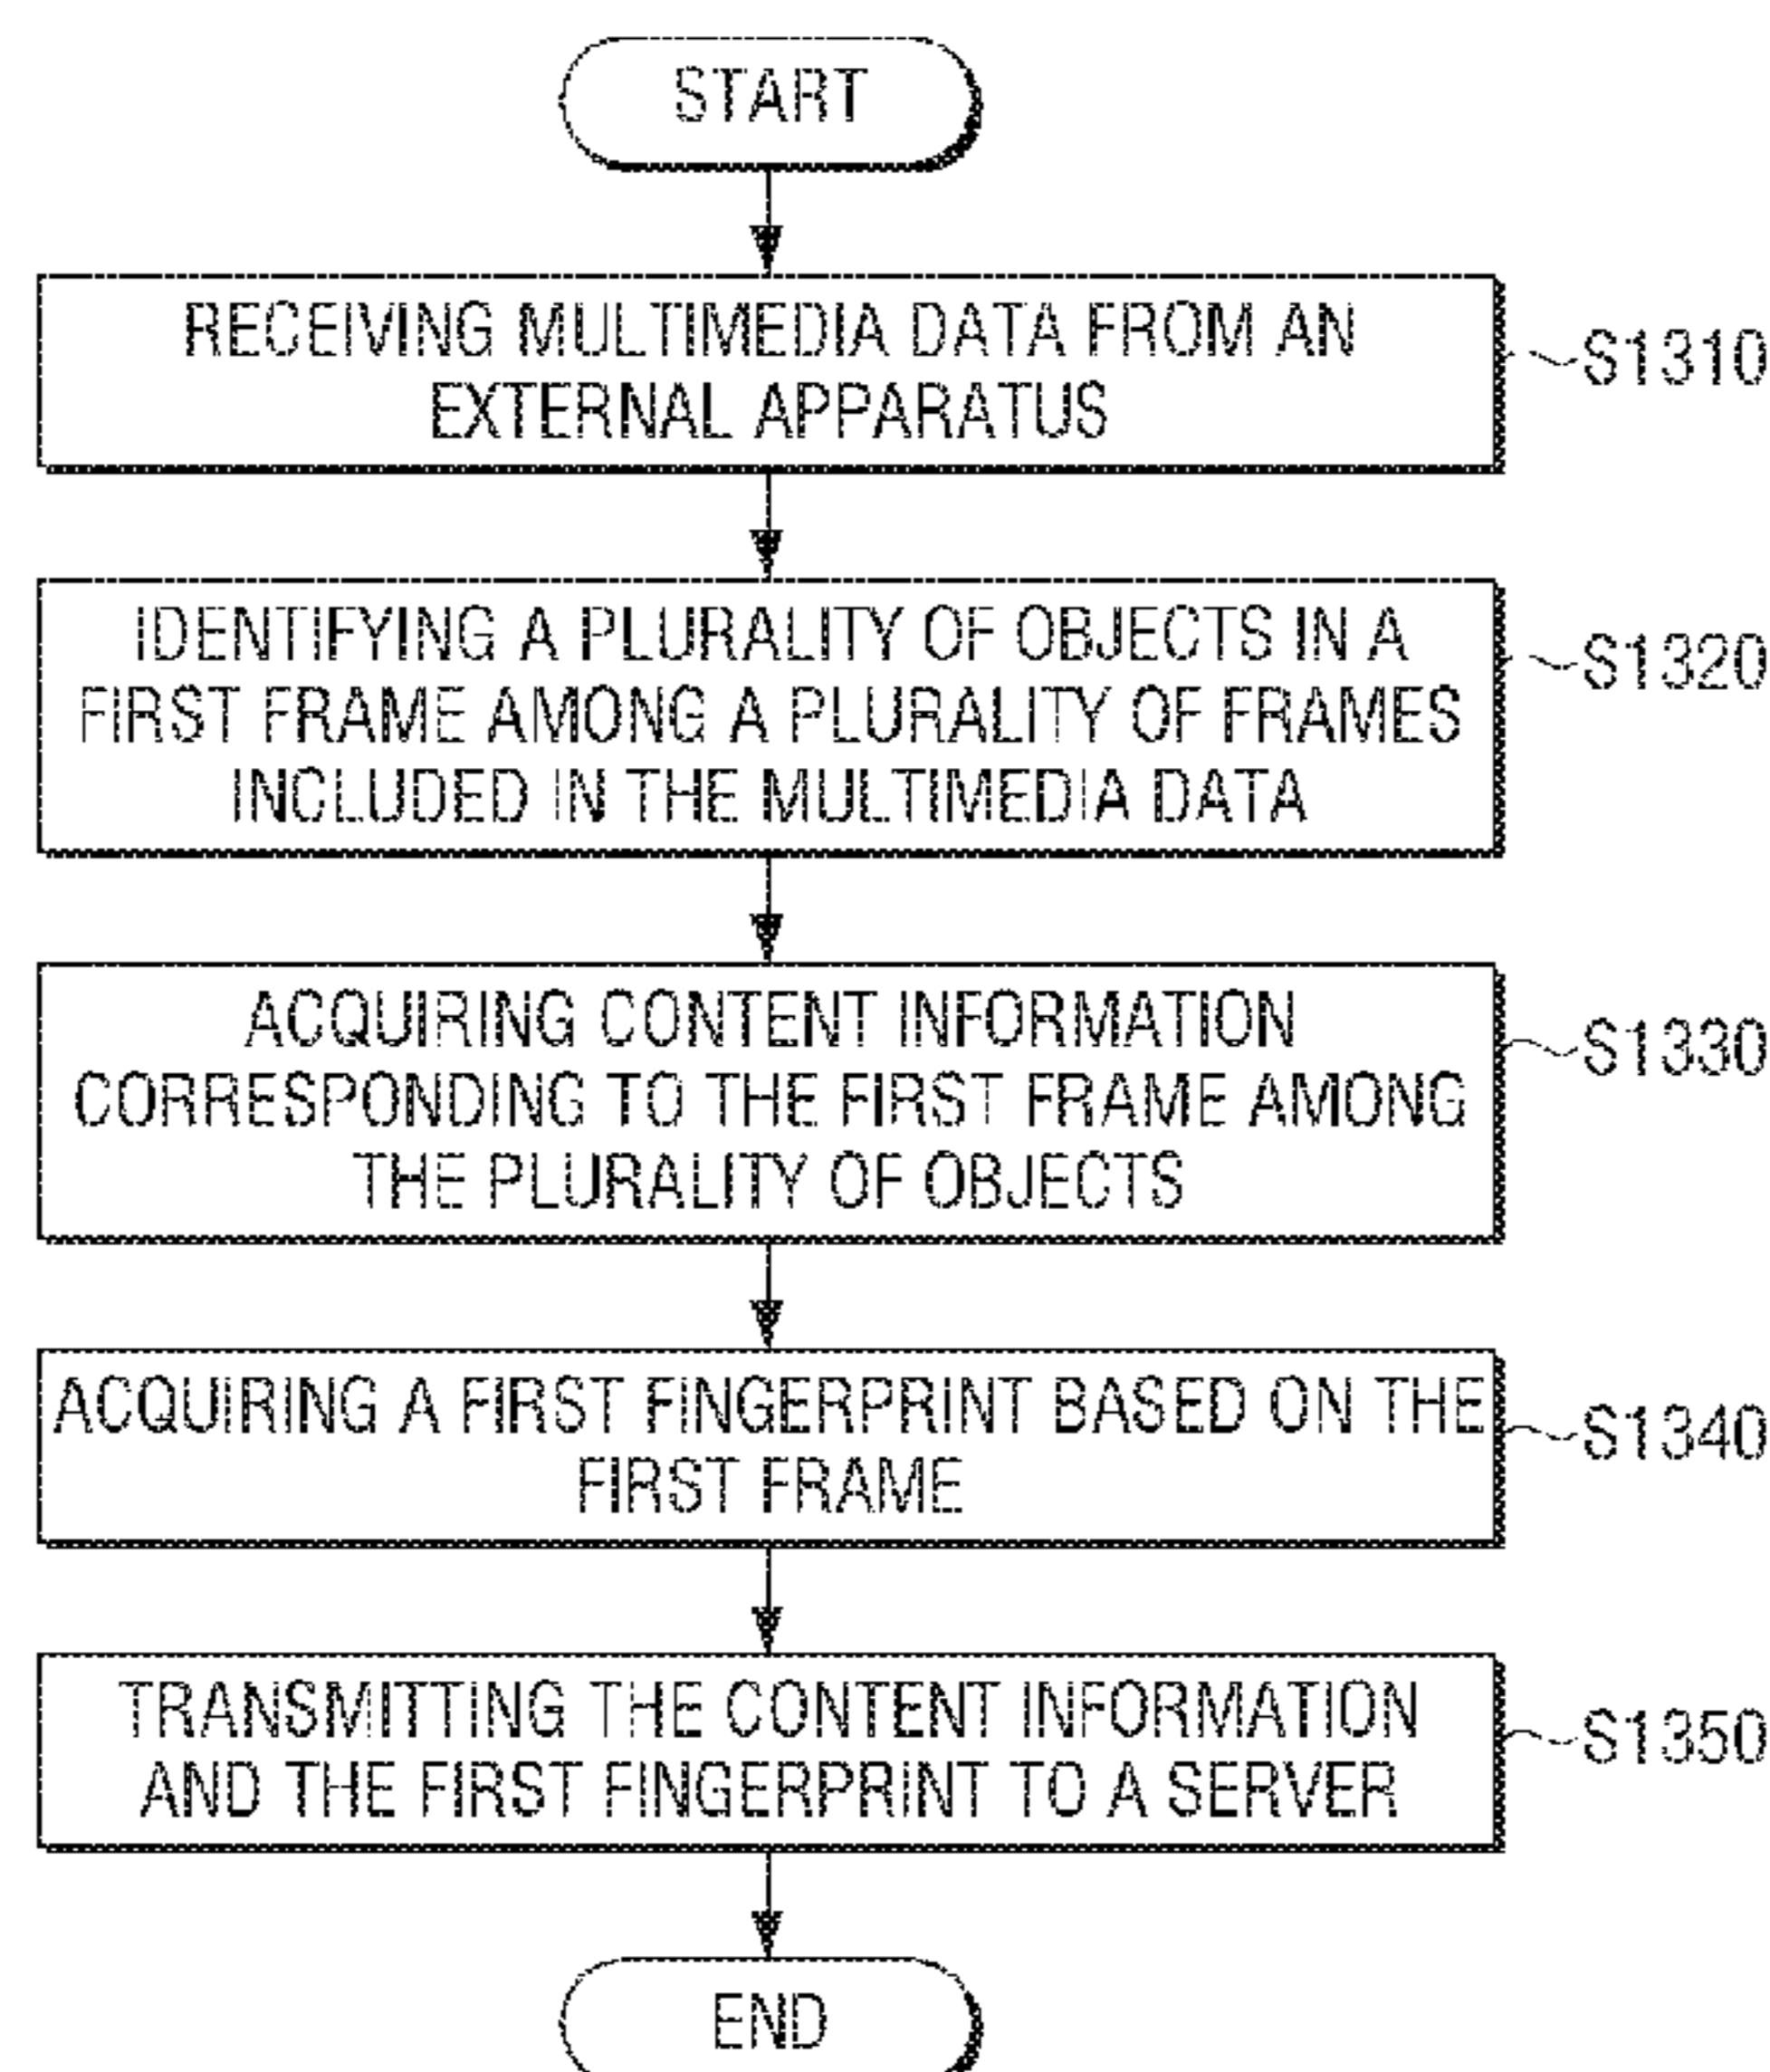 START
RECEIVING MULTIMEDIA DATA FROM AN
EXTERNAL APPARATUS
S1310
IDENTIFYING A PLURALITY OF OBJECTS IN A
FIRST FRAME AMONG A PLURALITY OF FRAMES
INCLUDED IN THE MULTIMEDIA DATA
S1320
ACQUIRING CONTENT INFORMATION
CORRESPONDING TO THE FIRST FRAME AMONG
THE PLURALITY OF OBJECTS
S1330
ACQUIRING A FIRST FINGERPRINT BASED ON THE
FIRST FRAME
S1340
TRANSMITTING THE CONTENT INFORMATION
AND THE FIRST FINGERPRINT TO A SERVER
S1350
END